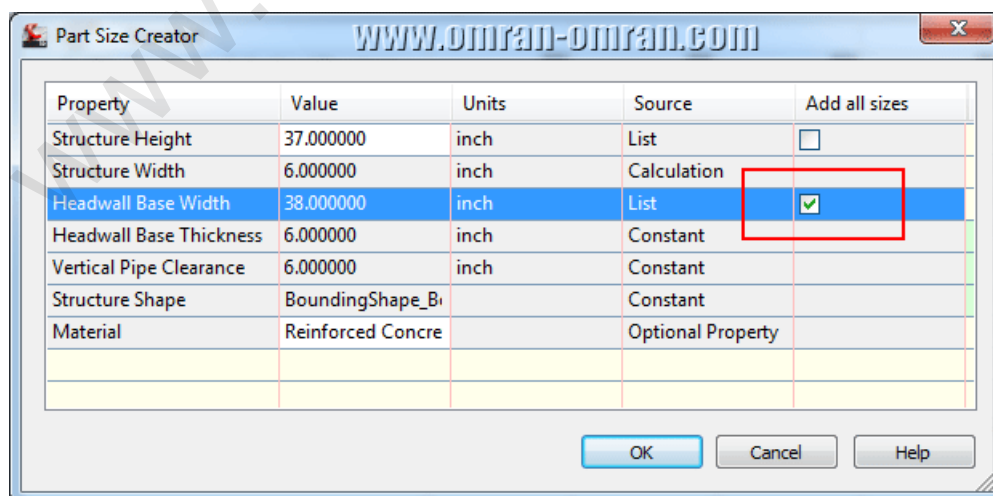 Part Size Creator
www.omran-omran.com
Property Value Units Source Add all sizes
Structure Height 37.000000 inch List
Structure Width 6.000000 inch Calculation
Headwall Base Width 38.000000 inch List
Headwall Base Thickness 6.000000 inch Constant
Vertical Pipe Clearance 6.000000 inch Constant
Structure Shape BoundingShape_Bo Constant
Material Reinforced Concre Optional Property
OK Cancel Help
www.